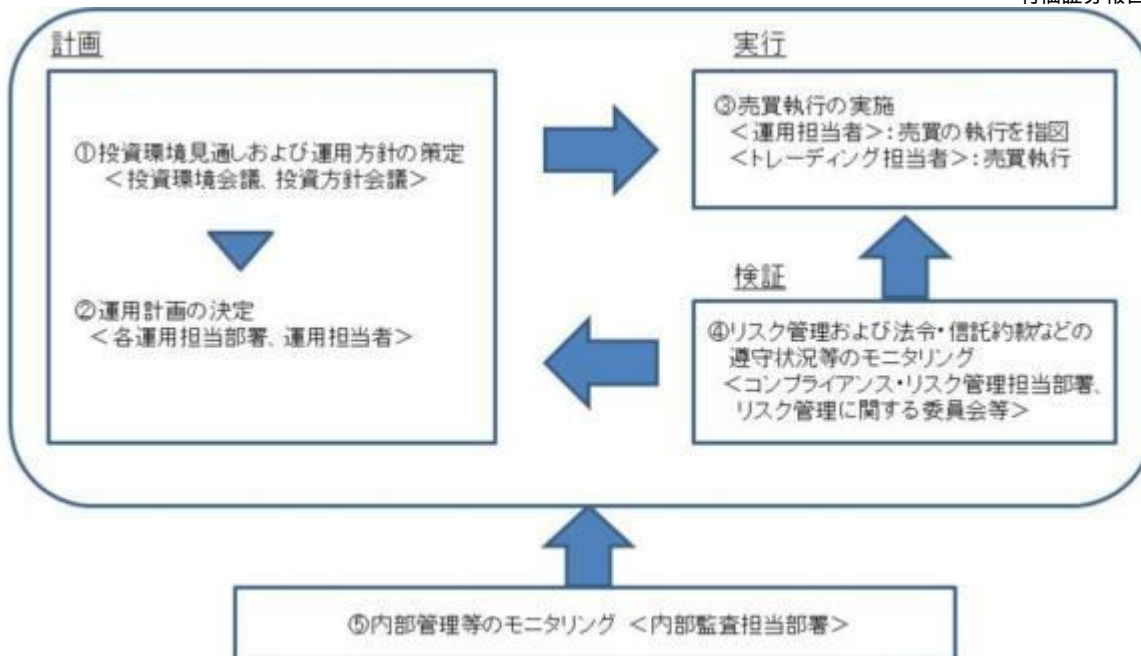 計画
①投資環境見通しおよび運用方針の策定
＜投資環境会議、投資方針会議＞
②運用計画の決定
＜各運用担当部署、運用担当者＞
実行
③売買執行の実施
＜運用担当者＞:売買の執行を指図
＜トレーディング担当者＞:売買執行
検証
④リスク管理および法令・信託約款などの
遵守状況等のモニタリング
＜コンプライアンス・リスク管理担当部署、
リスク管理に関する委員会等＞
⑤内部管理等のモニタリング ＜内部監査担当部署＞